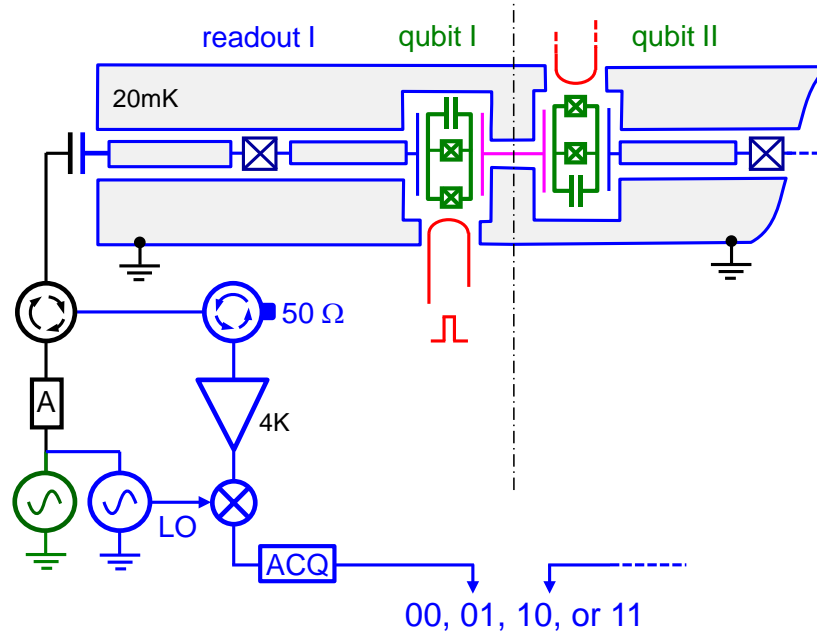 readout I
qubit I
qubit II
20mK
50 Ω
A
4K
LO
ACQ
00, 01, 10, or 11